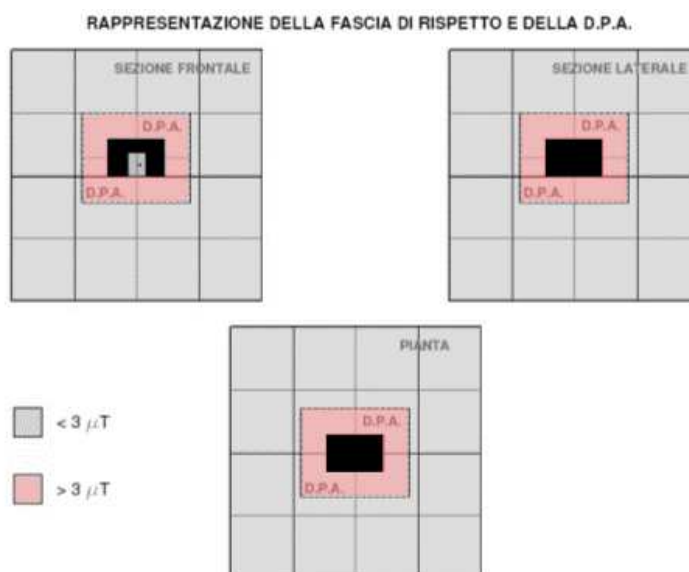 RAPPRESENTAZIONE DELLA FASCIA DI RISPETTO E DELLA D.P.A.
SEZIONE FRONTALE
D.P.A.
D.P.A.
SEZIONE LATERALE
D.P.A.
D.P.A.
PIANTA
D.P.A.
D.P.A.
< 3 μT
> 3 μT